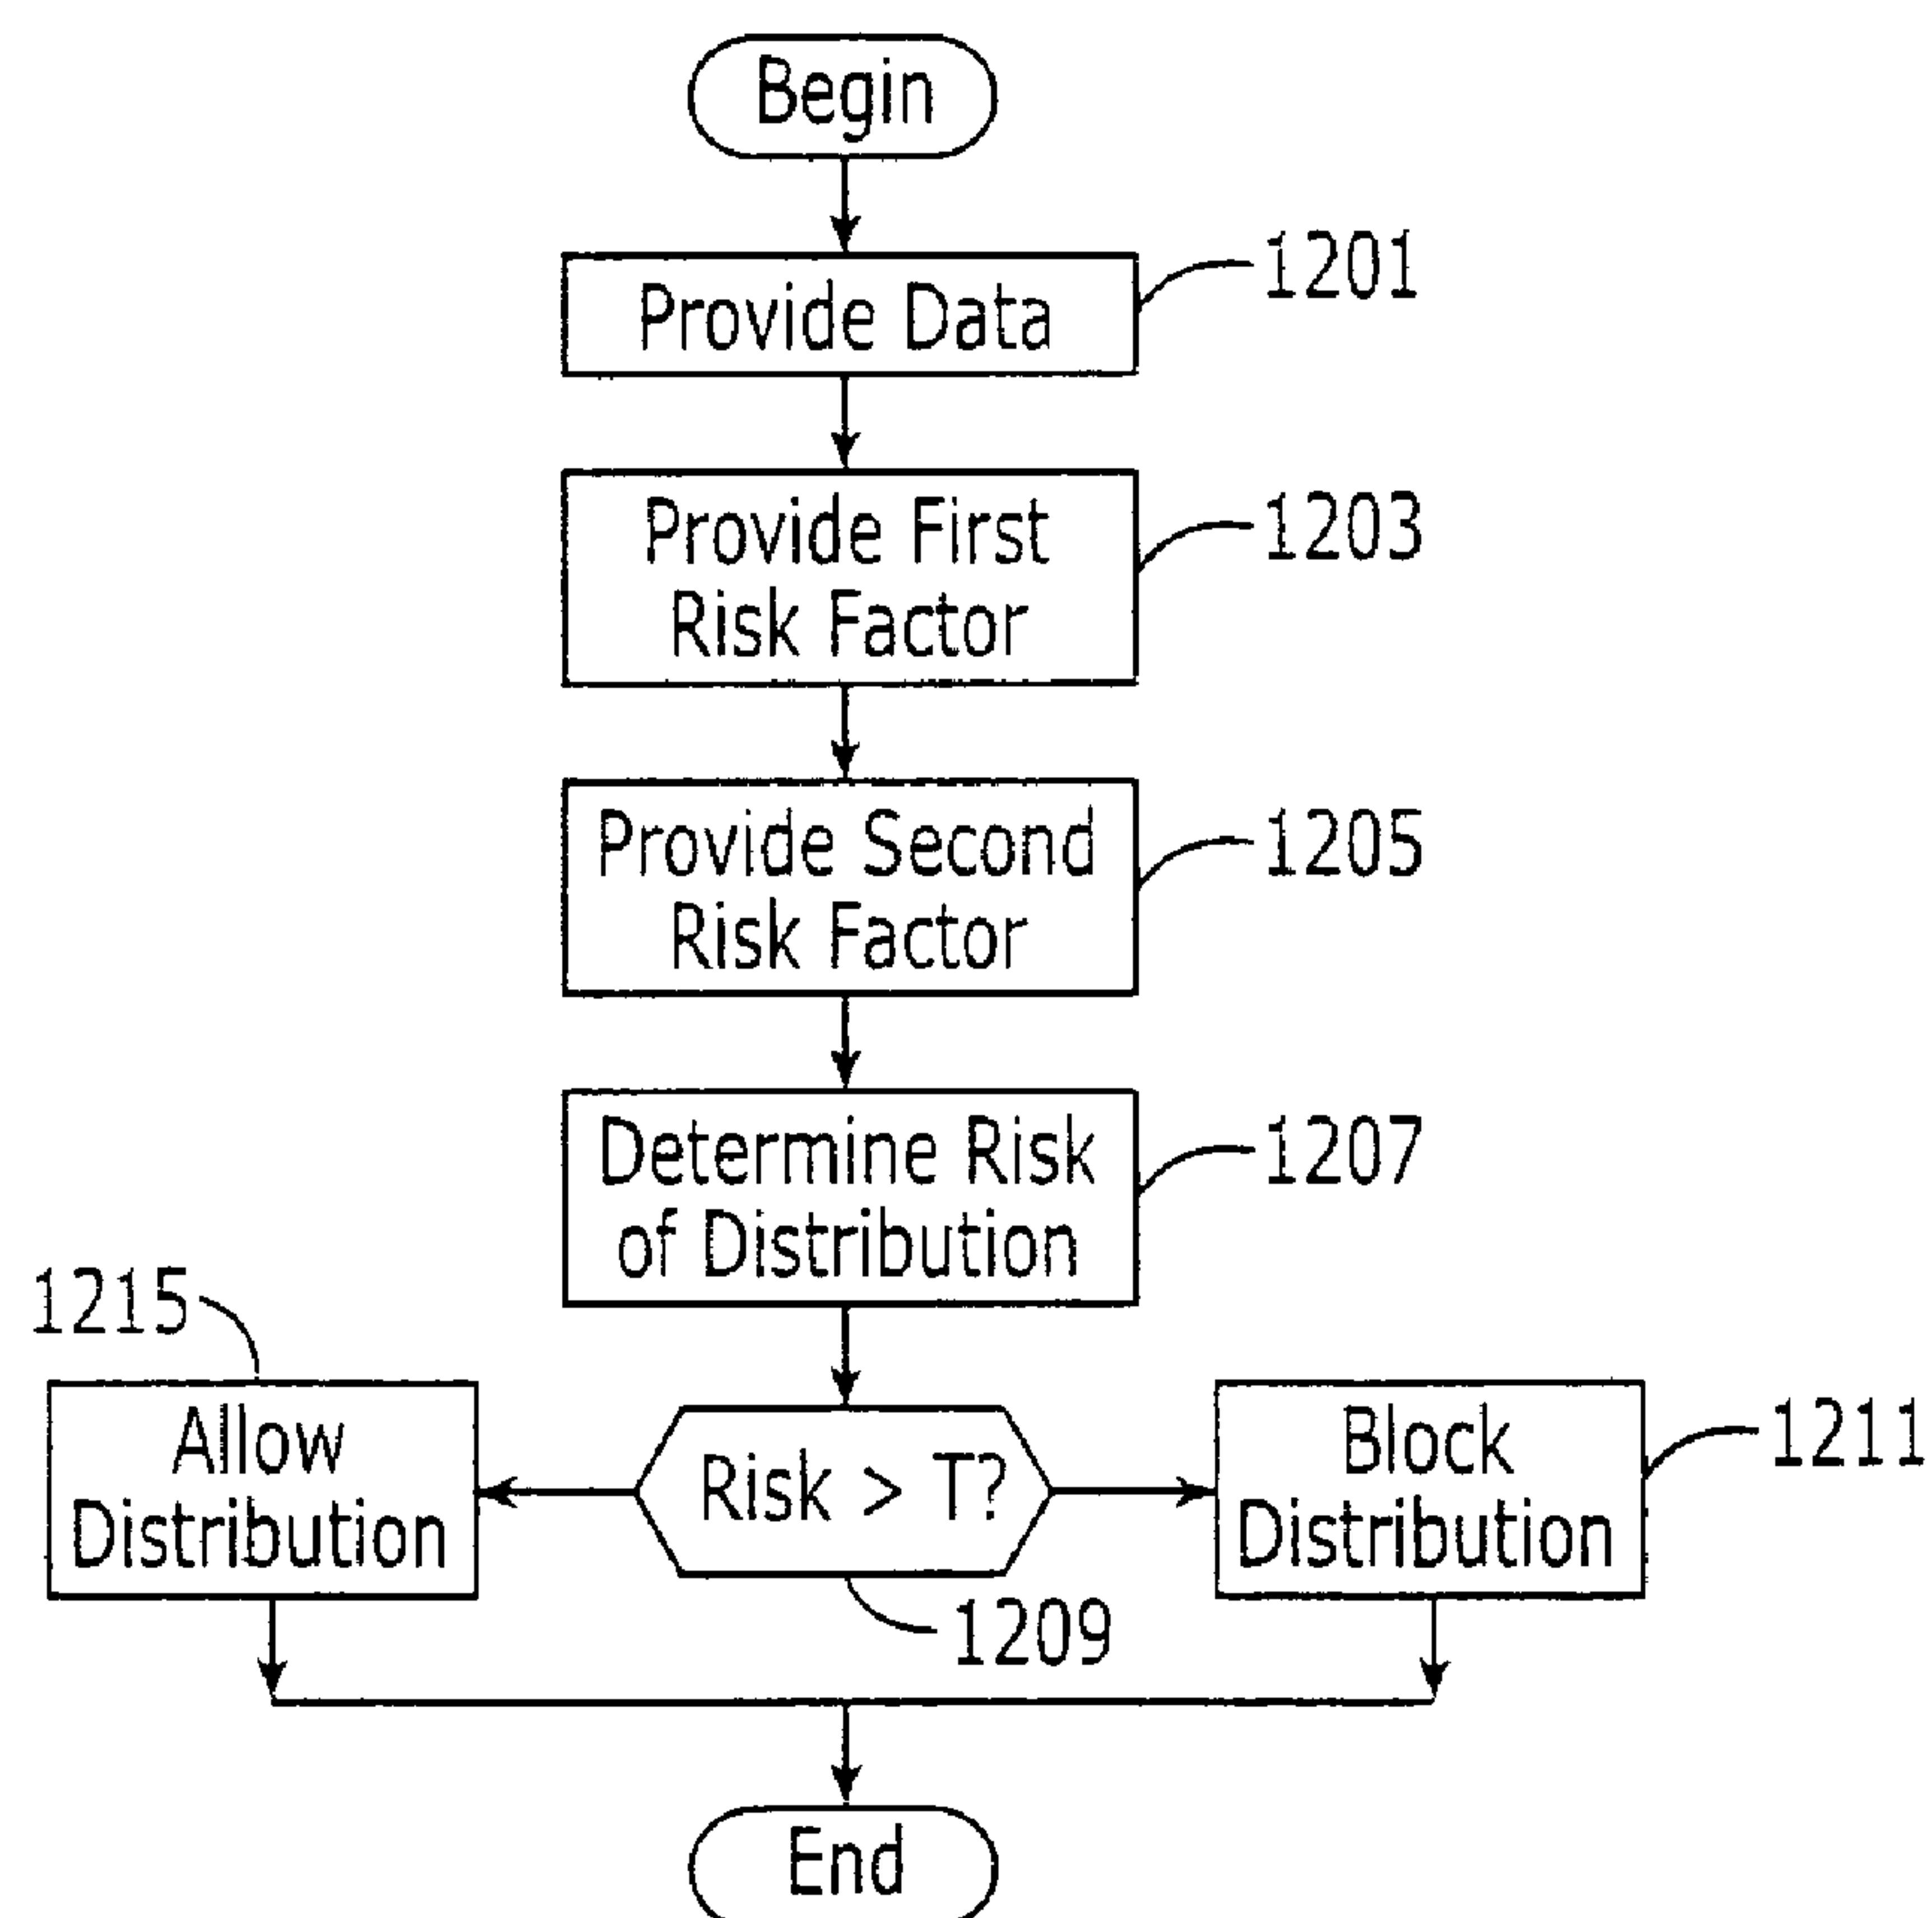 Begin
Provide Data
1201
Provide First
Risk Factor
1203
Provide Second
Risk Factor
1205
Determine Risk
of Distribution
1207
1215
Allow
Distribution
Risk > T?
1209
Block
Distribution
1211
End